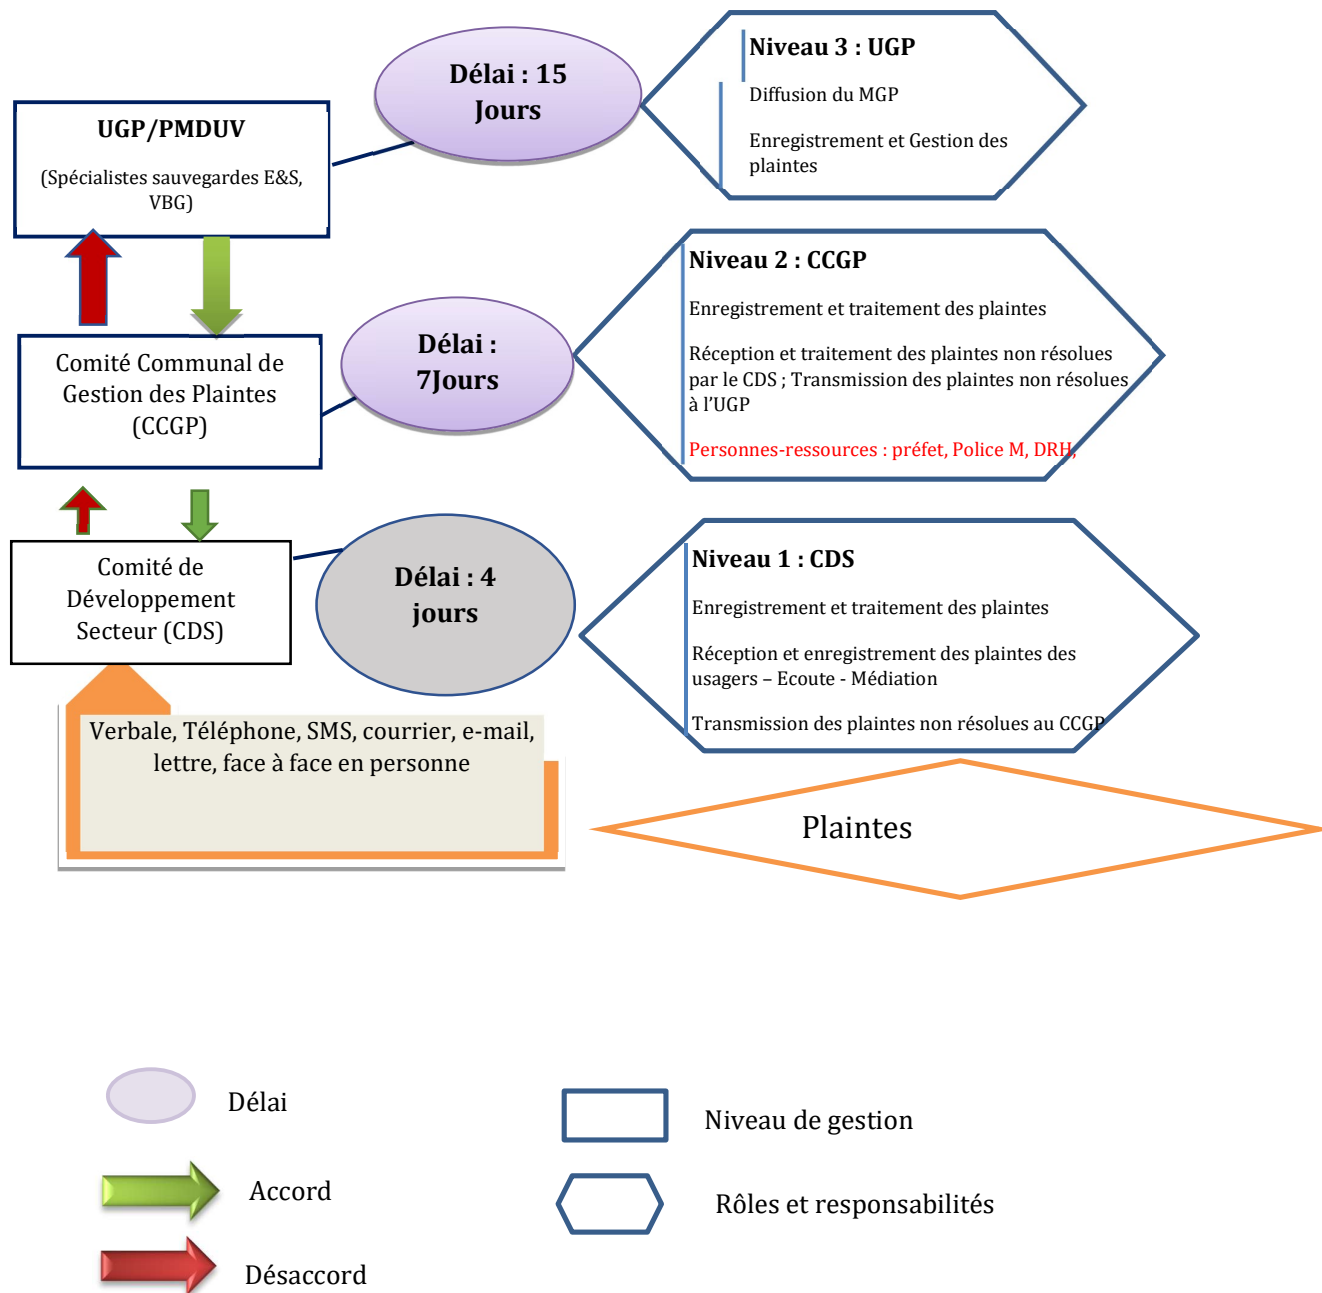 UGP/PMDUV
(Spécialistes sauvegardes E&S,
VBG)
Délai : 15
Jours
Niveau 3 : UGP
Diffusion du MGP
Enregistrement et Gestion des
plaintes
Comité Communal de
Gestion des Plaintes
(CCGP)
Délai :
7Jours
Niveau 2 : CCGP
Enregistrement et traitement des plaintes
Réception et traitement des plaintes non résolues
par le CDS ; Transmission des plaintes non résolues
à l’UGP
Personnes-ressources : préfet, Police M, DRH,
Comité de
Développement
Secteur (CDS)
Délai : 4
jours
Niveau 1 : CDS
Enregistrement et traitement des plaintes
Réception et enregistrement des plaintes des
usagers – Ecoute - Médiation
Transmission des plaintes non résolues au CCGP
Verbale, Téléphone, SMS, courrier, e-mail,
lettre, face à face en personne
Plaintes
Délai
Niveau de gestion
Accord
Rôles et responsabilités
Désaccord